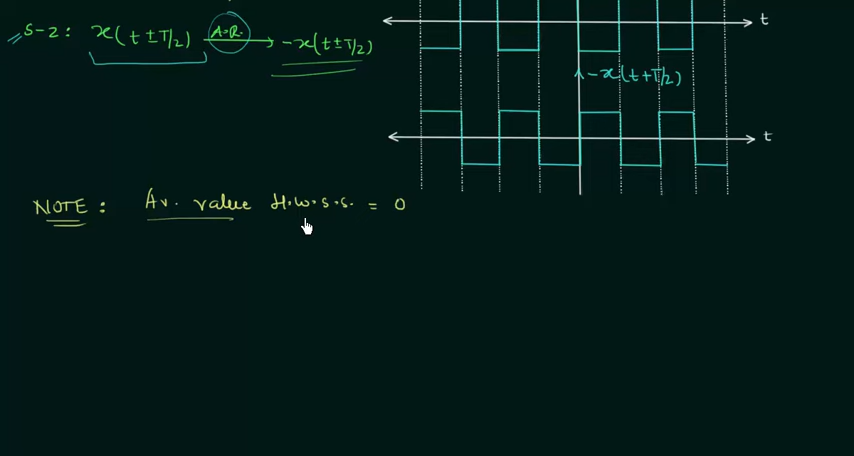 S-2: x(t±T/2) A.R. → -x(t±T/2)
t
-x(t+T/2)
t
NOTE: Av. value H.W.S.S. = 0